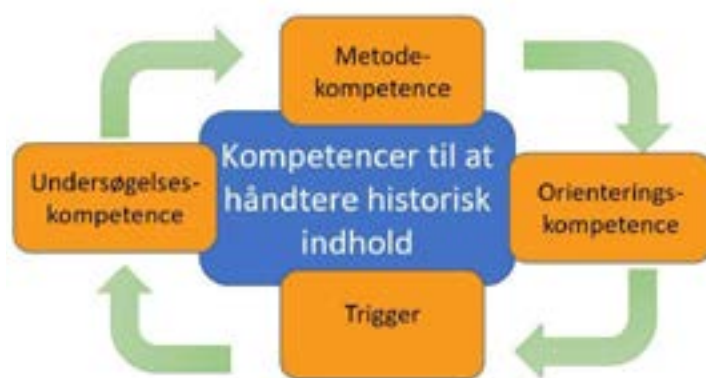 Metode-
kompetence
Kompetencer til at
håndtere historisk
indhold
Undersøgelses-
kompetence
Orienterings-
kompetence
Trigger